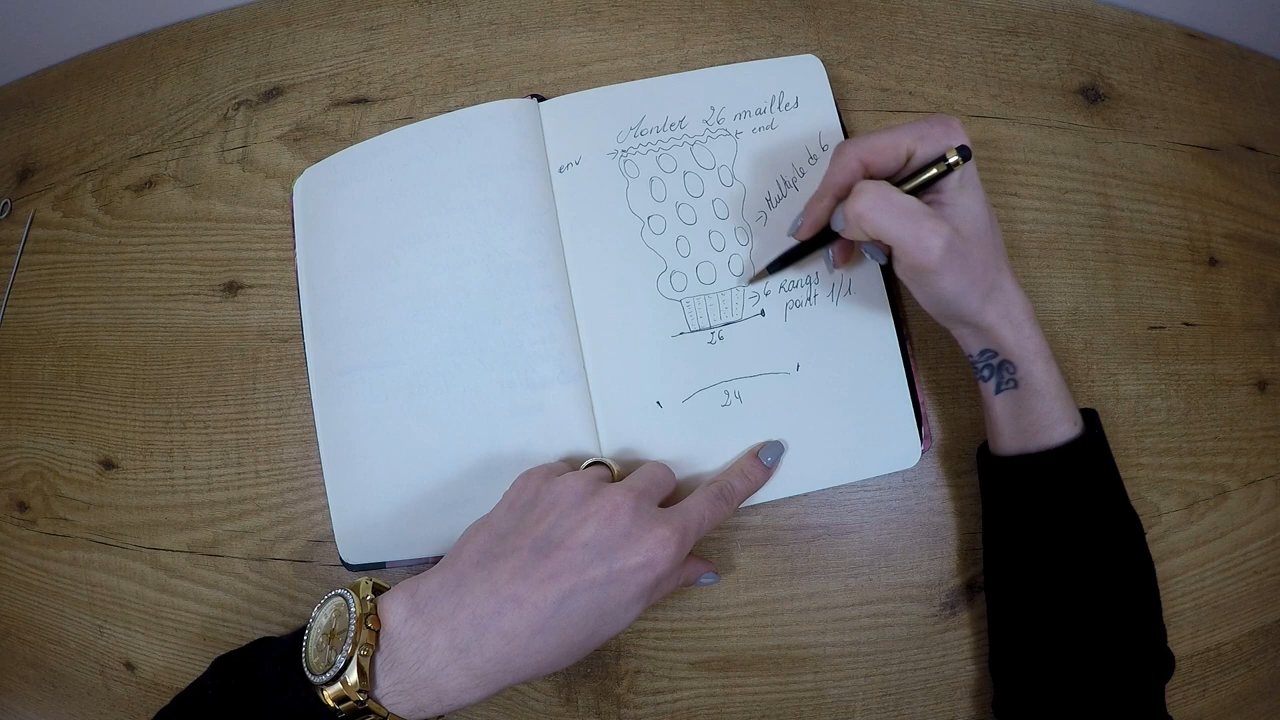 Monter 26 mailles
end
env
Multiple de 6
6 Rangs
point 1/1.
26
24